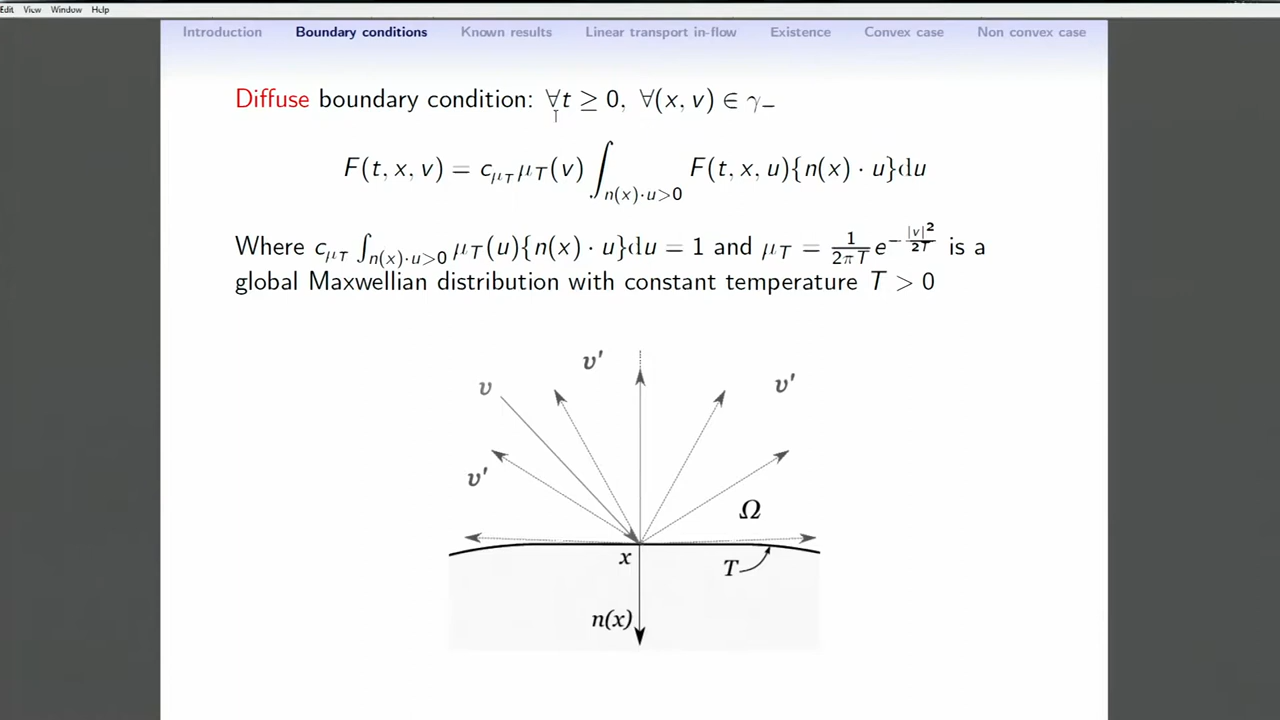 Edit View Window Help
Introduction Boundary conditions Known results Linear transport in-flow Existence Convex case Non convex case
Diffuse boundary condition: ∀t ≥ 0, ∀(x, v) ∈ γ₋
F(t, x, v) = c_{μ_T} μ_T(v) ∫_{n(x)·u>0} F(t, x, u){n(x) · u}du
Where c_{μ_T} ∫_{n(x)·u>0} μ_T(u){n(x) · u}du = 1 and μ_T = \frac{1}{2πT} e^{-\frac{|v|^2}{2T}} is a
global Maxwellian distribution with constant temperature T > 0
v'
v v'
v'
Ω
x T
n(x)